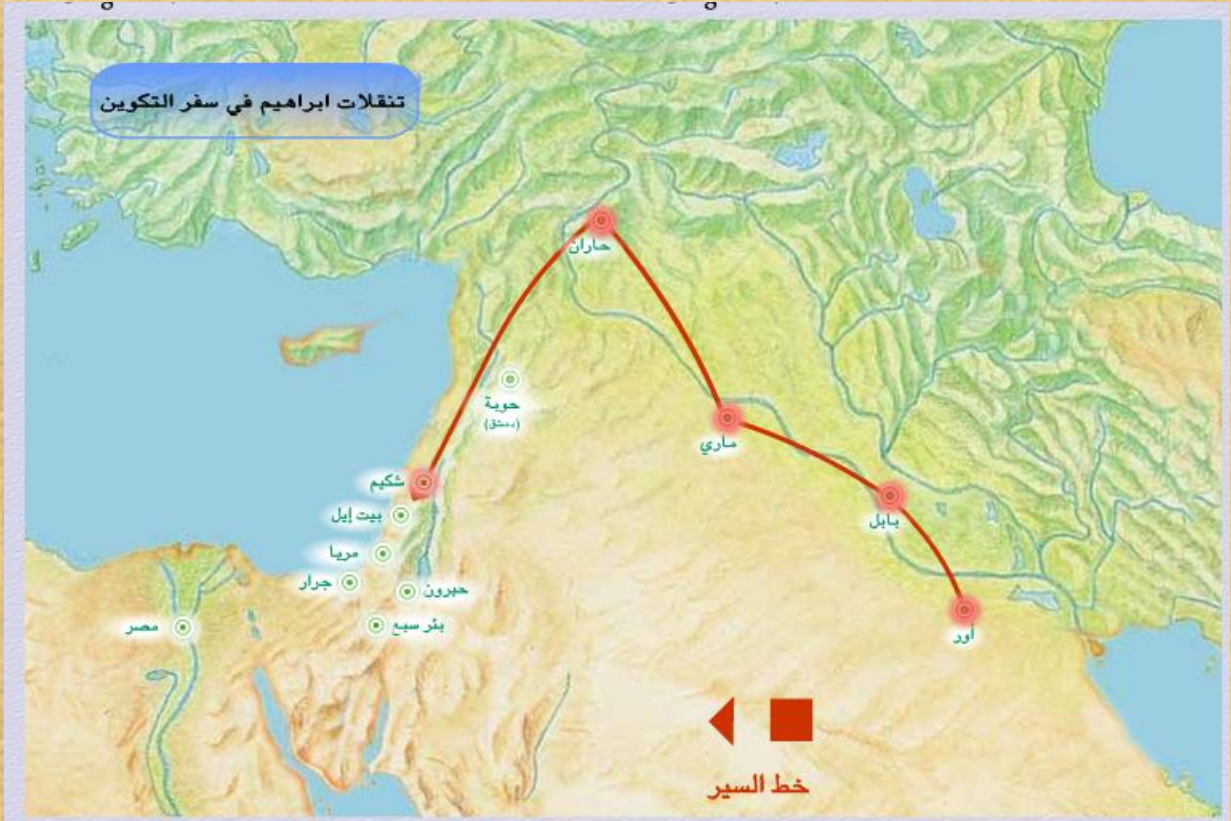 تنقلات ابراهيم في سفر التكوين
حاران
حوية
(دمشق)
ماري
شكيم
بيت إيل
بابل
مريا
جرار
حبرون
أور
مصر
بئر سبع
خط السير